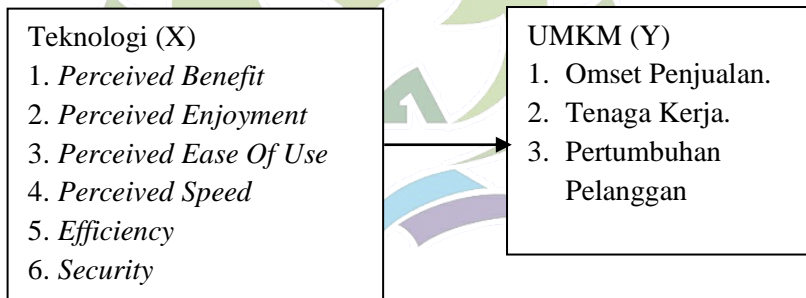 Teknologi (X)
1. Perceived Benefit
2. Perceived Enjoyment
3. Perceived Ease Of Use
4. Perceived Speed
5. Efficiency
6. Security
UMKM (Y)
1. Omset Penjualan.
2. Tenaga Kerja.
3. Pertumbuhan
Pelanggan